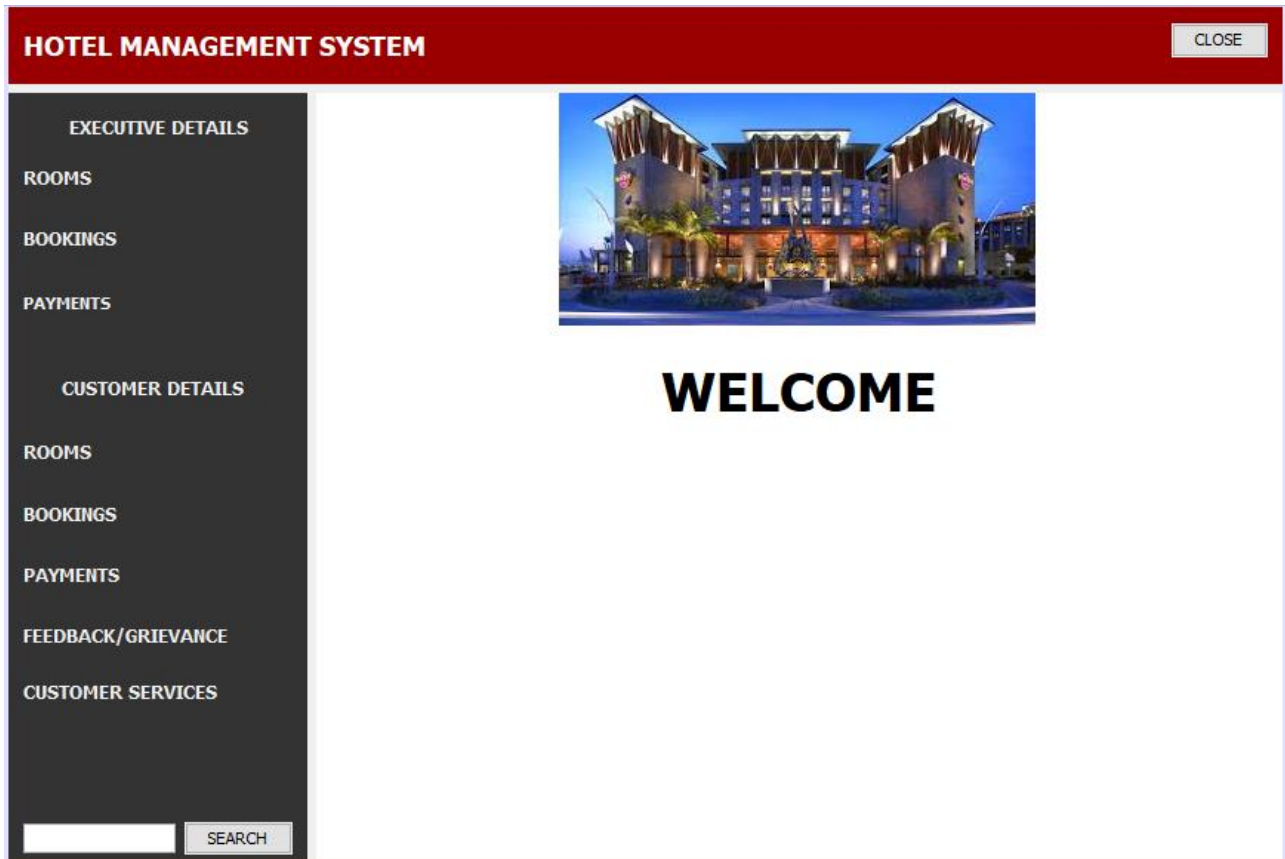 HOTEL MANAGEMENT SYSTEM
CLOSE
EXECUTIVE DETAILS
ROOMS
BOOKINGS
PAYMENTS
CUSTOMER DETAILS
ROOMS
BOOKINGS
PAYMENTS
FEEDBACK/GRIEVANCE
CUSTOMER SERVICES
SEARCH
WELCOME